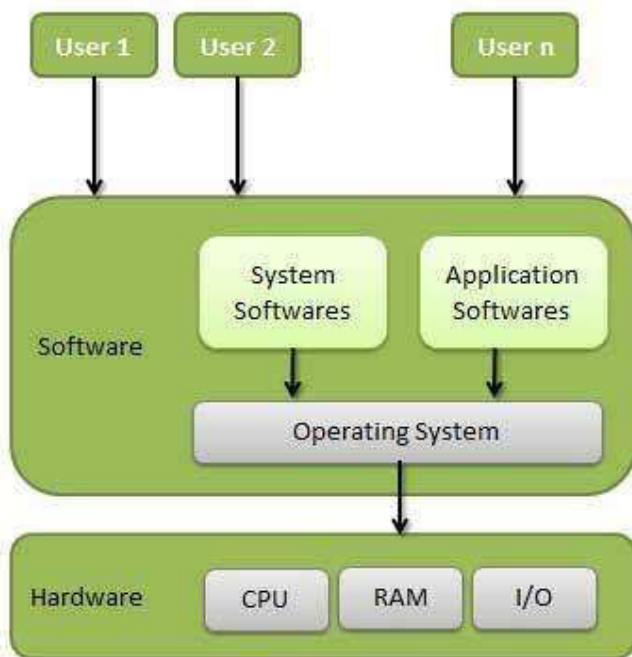 User 1
User 2
User n
System
Softwares
Application
Softwares
Software
Operating System
Hardware
CPU
RAM
I/O